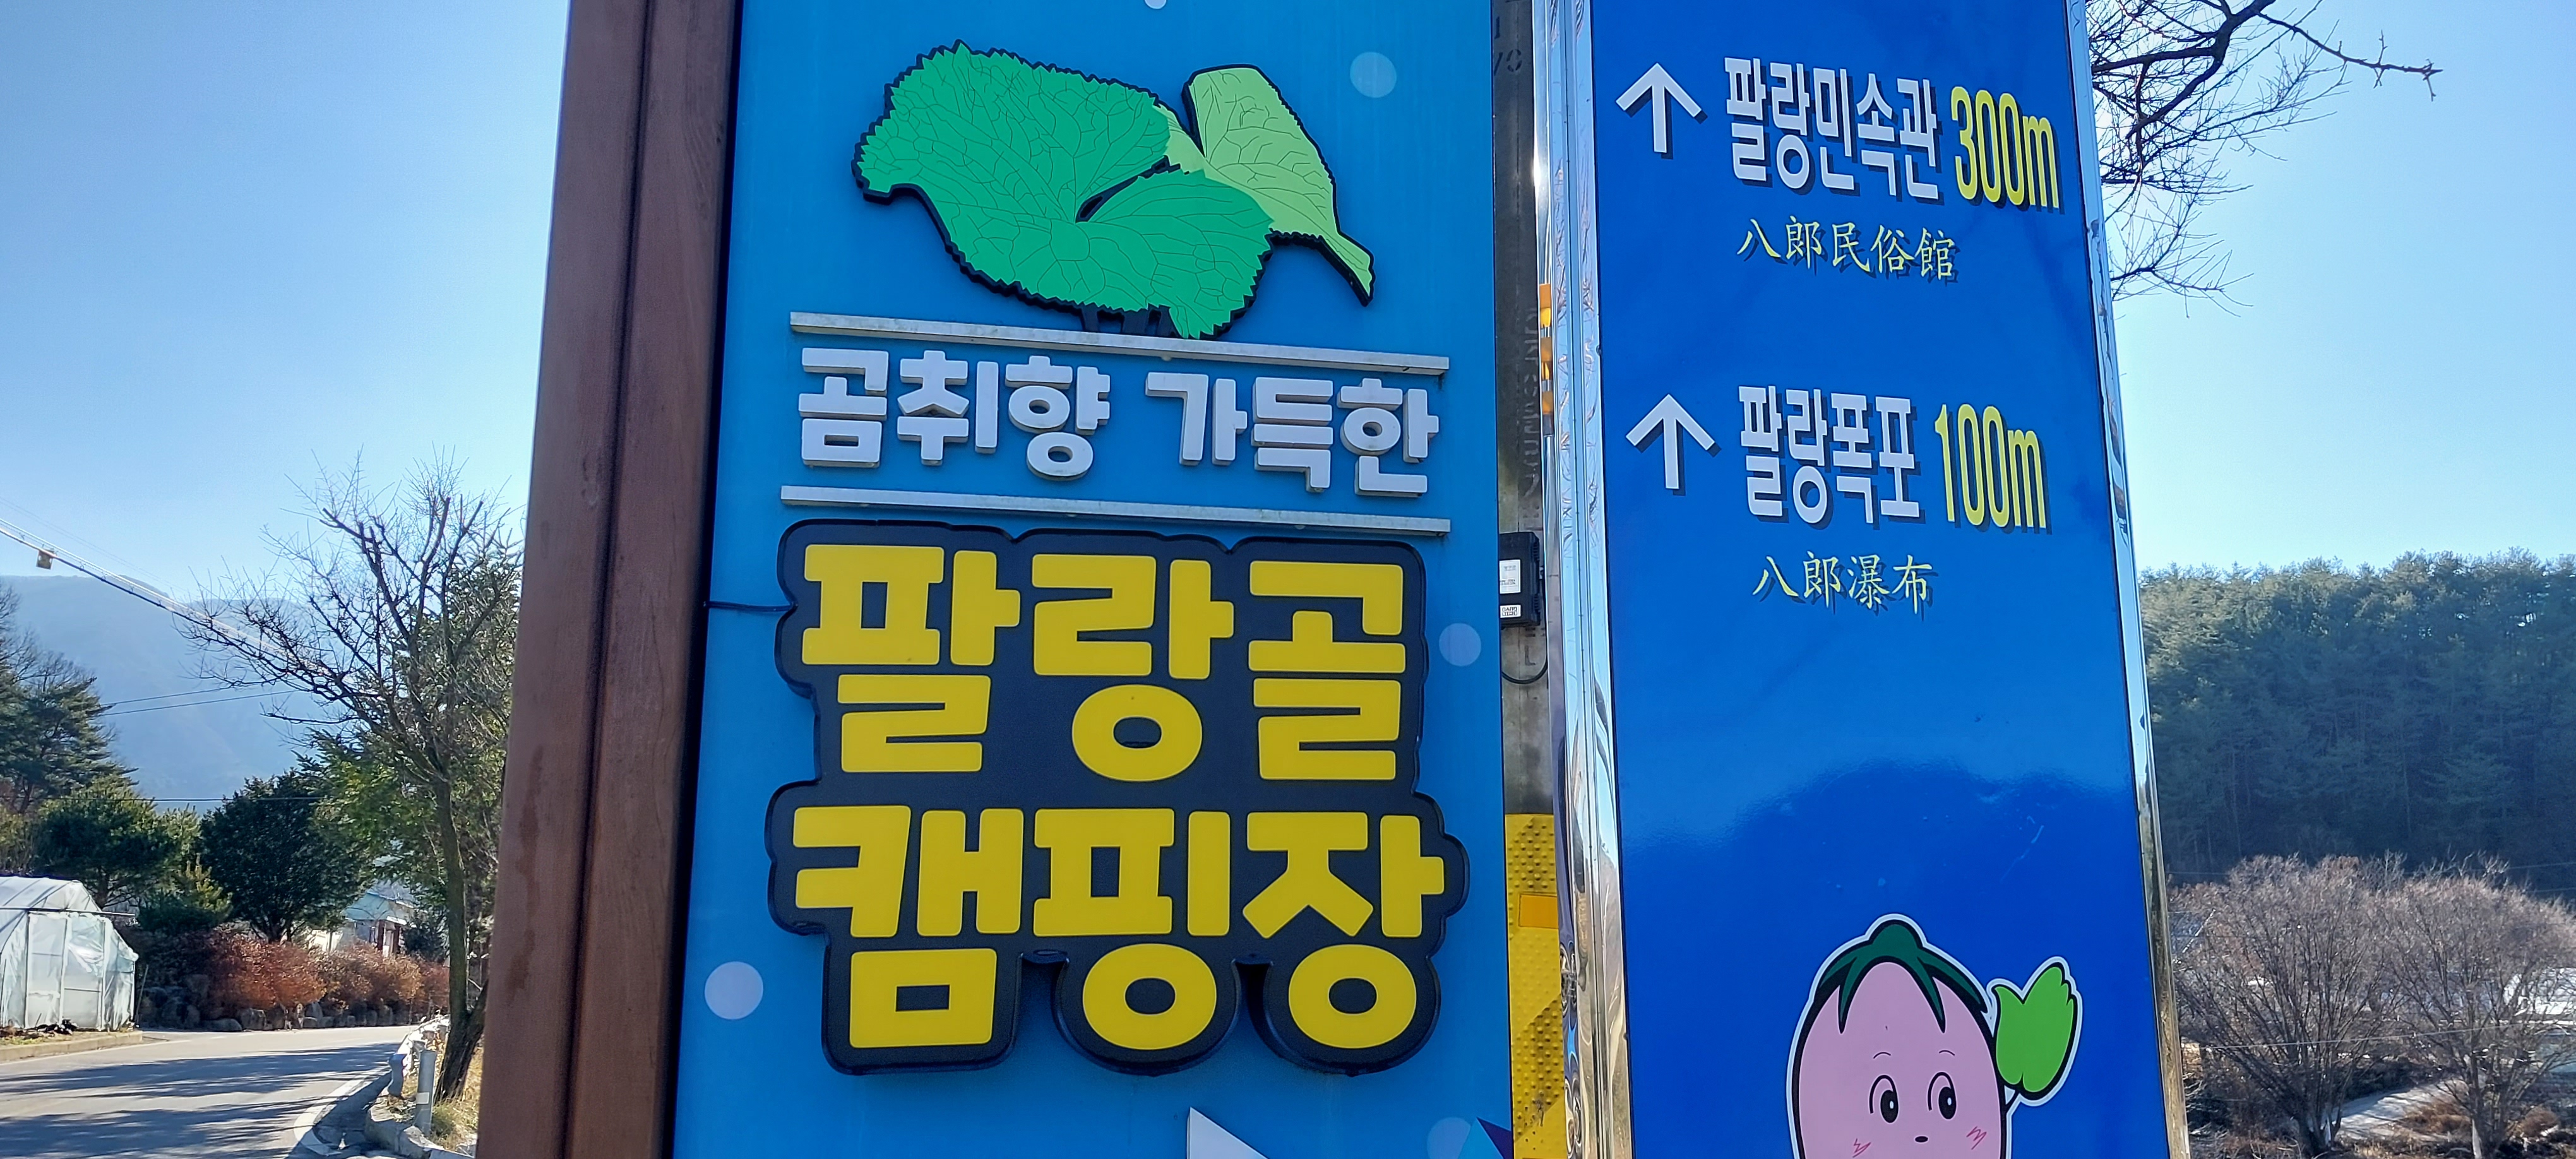 곰취향 가득한
팔랑골
캠핑장
↑ 팔랑민속관 300m
八郎民俗館
↑ 팔랑폭포 100m
八郎瀑布